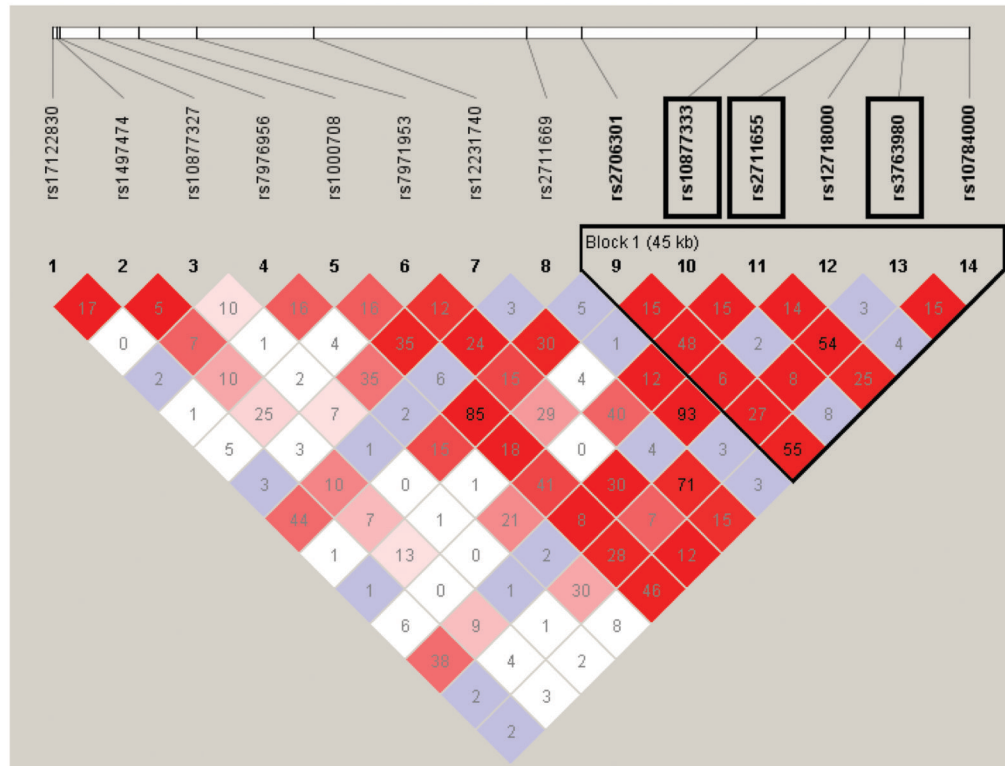 rs17122830
rs1497474
rs10877327
rs7976956
rs1000708
rs7971953
rs12231740
rs2711669
rs2706301
rs10877333
rs2711655
rs12718000
rs3763980
rs10784000
Block 1 (45 kb)
1 2 3 4 5 6 7 8 9 10 11 12 13 14
17 5 10 12 3 5 15 15 14 3 15
0 7 1 4 35 24 30 1 48 2 54 4
2 10 2 35 6 15 4 12 6 8 25
1 25 7 2 85 29 40 93 27 8
5 3 1 15 18 0 4 3 55
3 10 0 1 41 30 71 3
44 7 1 21 8 7 15
1 13 0 2 28 12
1 0 1 30 46
6 9 1 8
38 4 2
2 3
2